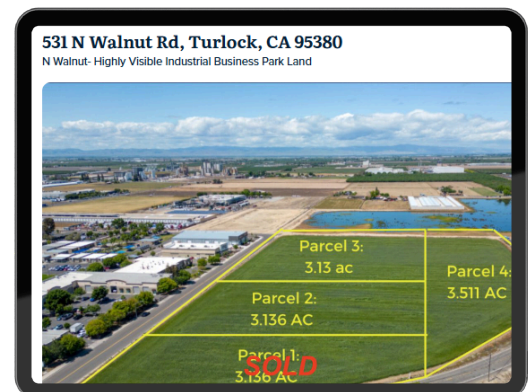 531 N Walnut Rd, Turlock, CA 95380
N Walnut- Highly Visible Industrial Business Park Land
Parcel 3:
3.13 ac
Parcel 4:
3.511 AC
Parcel 2:
3.136 AC
Parcel 1:
3.136 AC
SOLD